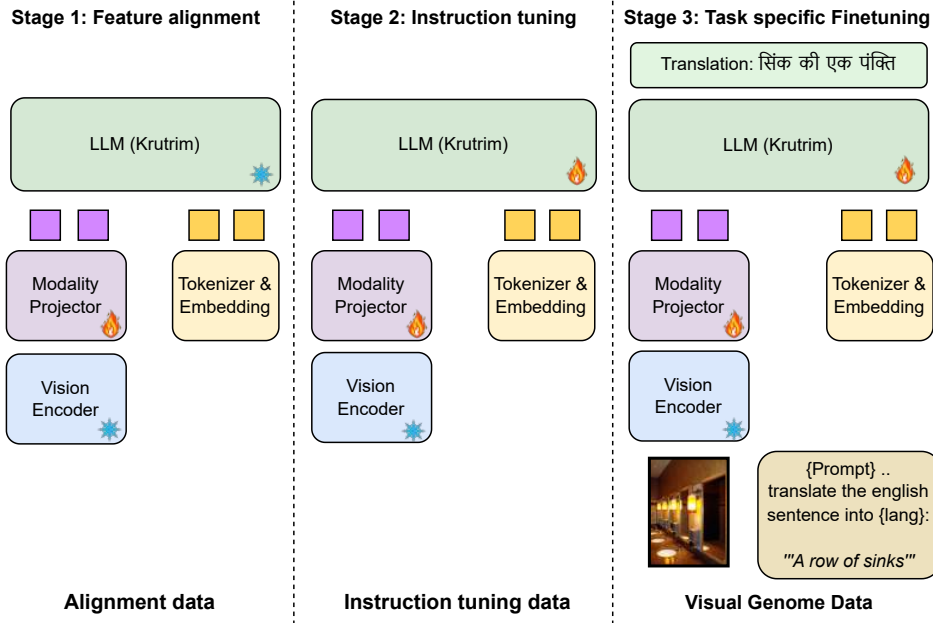 Stage 1: Feature alignment
LLM (Krutrim)
Modality
Projector
Tokenizer &
Embedding
Vision
Encoder
Alignment data
Stage 2: Instruction tuning
LLM (Krutrim)
Modality
Projector
Tokenizer &
Embedding
Vision
Encoder
Instruction tuning data
Stage 3: Task specific Finetuning
Translation: सिंक की एक पंक्ति
LLM (Krutrim)
Modality
Projector
Tokenizer &
Embedding
Vision
Encoder
{Prompt} ..
translate the english
sentence into {lang}:
'"A row of sinks'"
Visual Genome Data